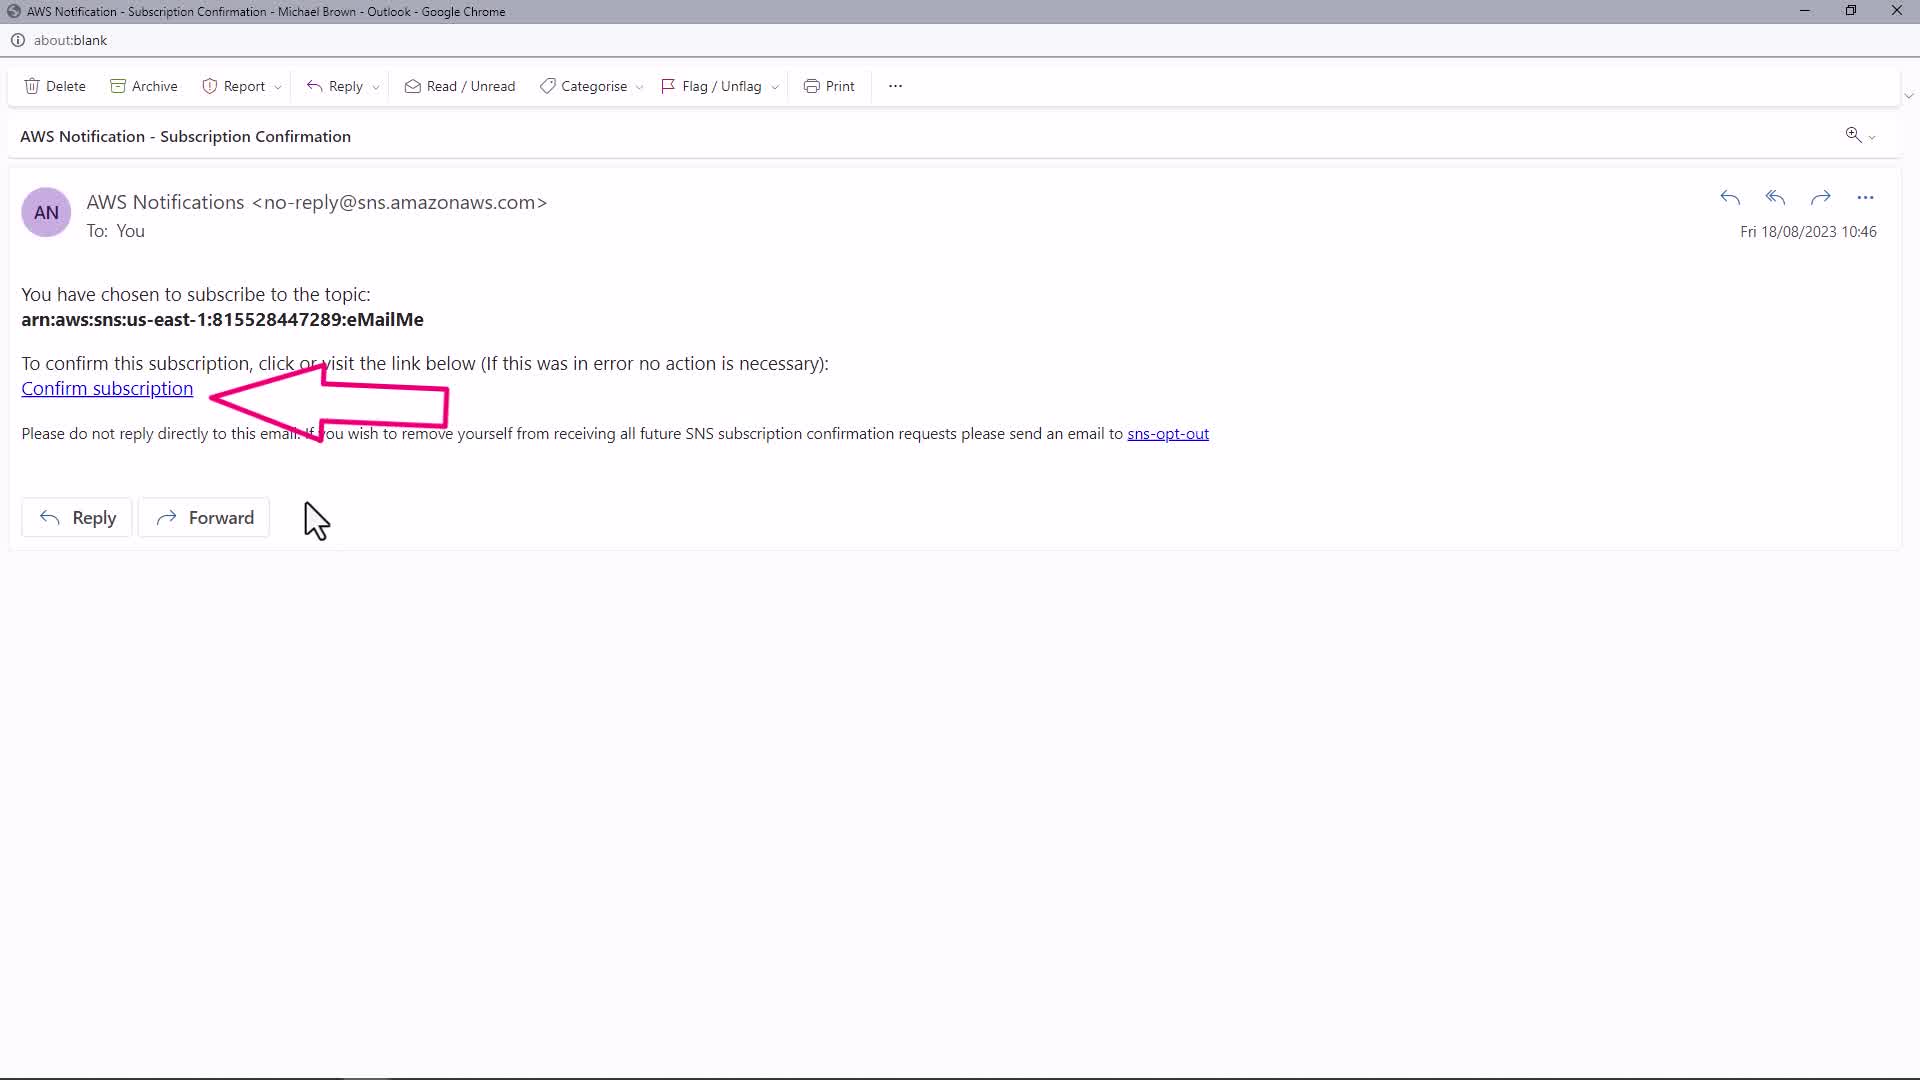 AWS Notification - Subscription Confirmation - Michael Brown - Outlook - Google Chrome
about:blank
Delete Archive Report Reply Read / Unread Categorise Flag / Unflag Print
AWS Notification - Subscription Confirmation
AN
AWS Notifications <no-reply@sns.amazonaws.com>
To: You
Fri 18/08/2023 10:46
You have chosen to subscribe to the topic:
arn:aws:sns:us-east-1:815528447289:eMailMe
To confirm this subscription, click or visit the link below (If this was in error no action is necessary):
Confirm subscription
Please do not reply directly to this email. If you wish to remove yourself from receiving all future SNS subscription confirmation requests please send an email to sns-opt-out
Reply Forward